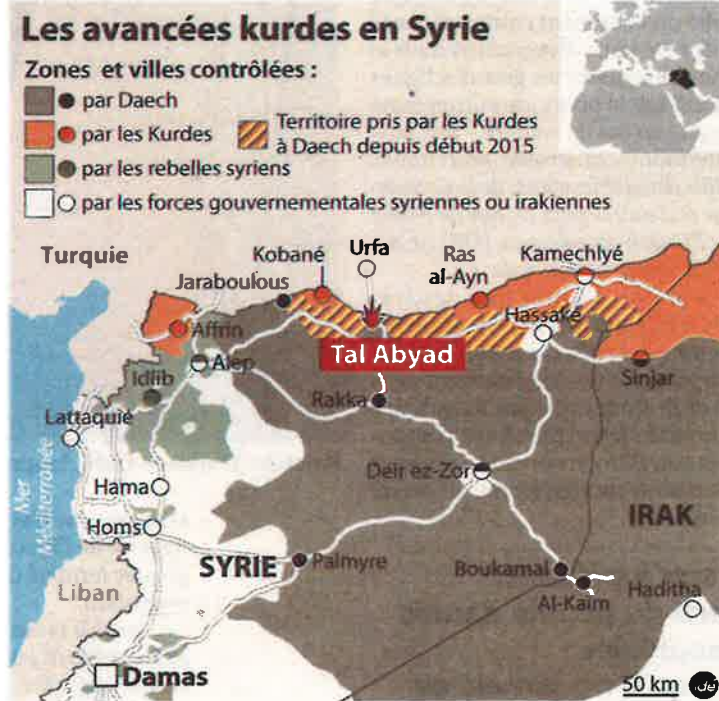 Les avancées kurdes en Syrie
Zones et villes contrôlées :
par Daech
par les Kurdes
Territoire pris par les Kurdes
à Daech depuis début 2015
par les rebelles syriens
par les forces gouvernementales syriennes ou irakiennes
Turquie
Kobané
Urfa
Ras
al-Ayn
Kamechlyé
Jaraboulous
Hassaké
Affrin
Tal Abyad
Alep
Sinjar
Idlib
Rakka
Lattaquié
Deir ez-Zor
Hama
Mer
Méditerranée
IRAK
Homs
SYRIE
Palmyre
Boukamal
Liban
Al-Kaïm
Haditha
Damas
50 km
idé